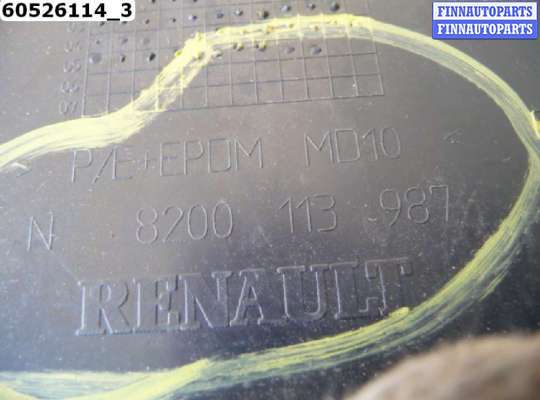 60526114_3
FINNAUTOPARTS
FINNAUTOPARTS
P/E+EPDM MD10
N 8200 113 987
RENAULT